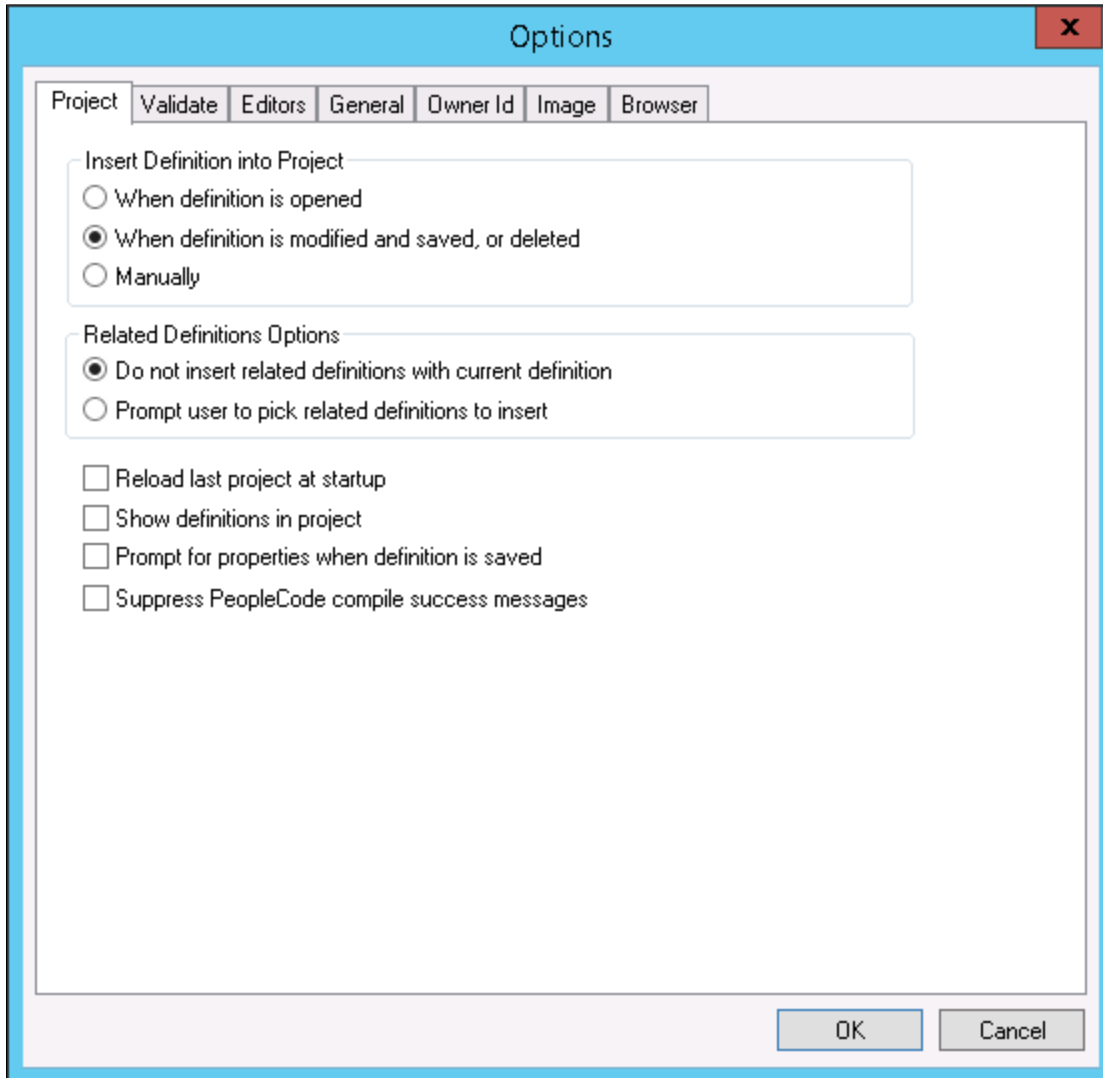 Options
x
Project Validate Editors General Owner Id Image Browser
Insert Definition into Project
When definition is opened
When definition is modified and saved, or deleted
Manually
Related Definitions Options
Do not insert related definitions with current definition
Prompt user to pick related definitions to insert
Reload last project at startup
Show definitions in project
Prompt for properties when definition is saved
Suppress PeopleCode compile success messages
OK Cancel